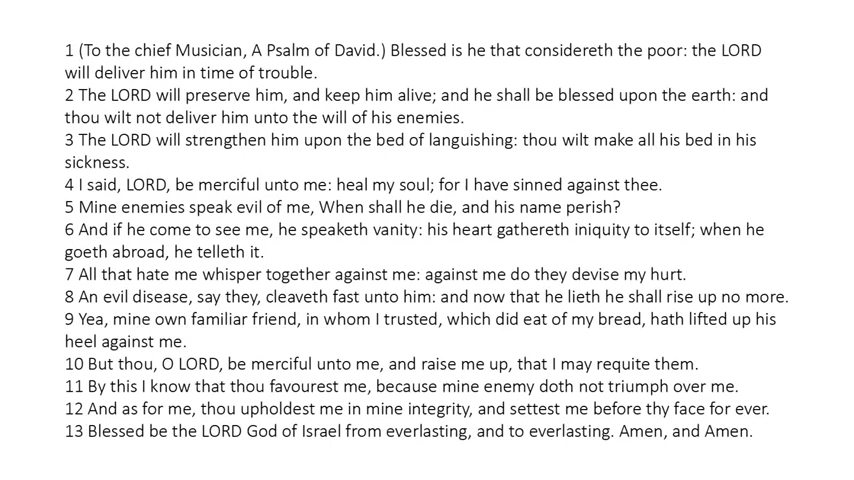 1 (To the chief Musician, A Psalm of David.) Blessed is he that considereth the poor: the LORD
will deliver him in time of trouble.
2 The LORD will preserve him, and keep him alive; and he shall be blessed upon the earth: and
thou wilt not deliver him unto the will of his enemies.
3 The LORD will strengthen him upon the bed of languishing: thou wilt make all his bed in his
sickness.
4 I said, LORD, be merciful unto me: heal my soul; for I have sinned against thee.
5 Mine enemies speak evil of me, When shall he die, and his name perish?
6 And if he come to see me, he speaketh vanity: his heart gathereth iniquity to itself; when he
goeth abroad, he telleth it.
7 All that hate me whisper together against me: against me do they devise my hurt.
8 An evil disease, say they, cleaveth fast unto him: and now that he lieth he shall rise up no more.
9 Yea, mine own familiar friend, in whom I trusted, which did eat of my bread, hath lifted up his
heel against me.
10 But thou, O LORD, be merciful unto me, and raise me up, that I may requite them.
11 By this I know that thou favourest me, because mine enemy doth not triumph over me.
12 And as for me, thou upholdest me in mine integrity, and settest me before thy face for ever.
13 Blessed be the LORD God of Israel from everlasting, and to everlasting. Amen, and Amen.